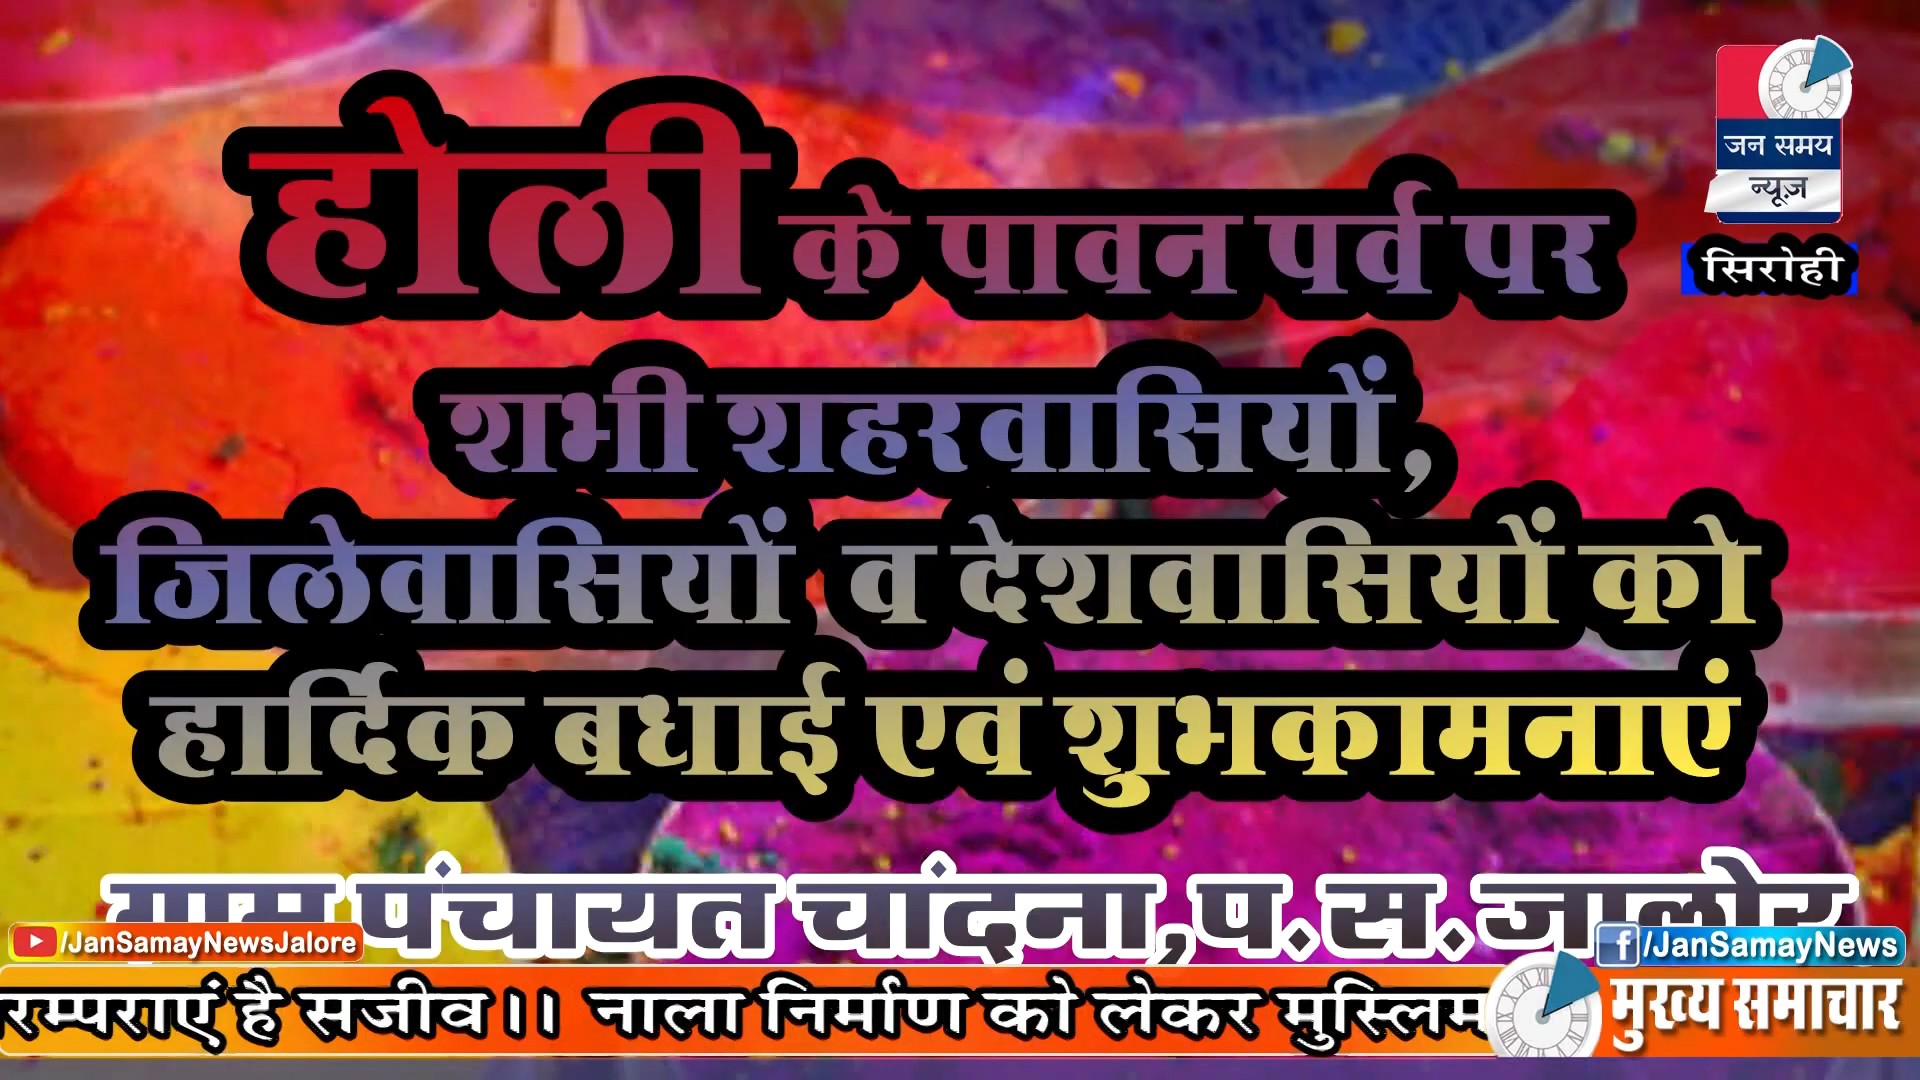 होली के पावन पर्व पर
शभी शहरवासियों,
जिलेवासियों व देशवासियों को
हार्दिक बधाई एवं शुभकामनाएं
ग्राम पंचायत चांदना,प.स.जालोर
जन समय
न्यूज़
सिरोही
/JanSamayNewsJalore
f/JanSamayNews
रम्पराएं है सजीव।। नाला निर्माण को लेकर मुस्लिम
मुख्य समाचार